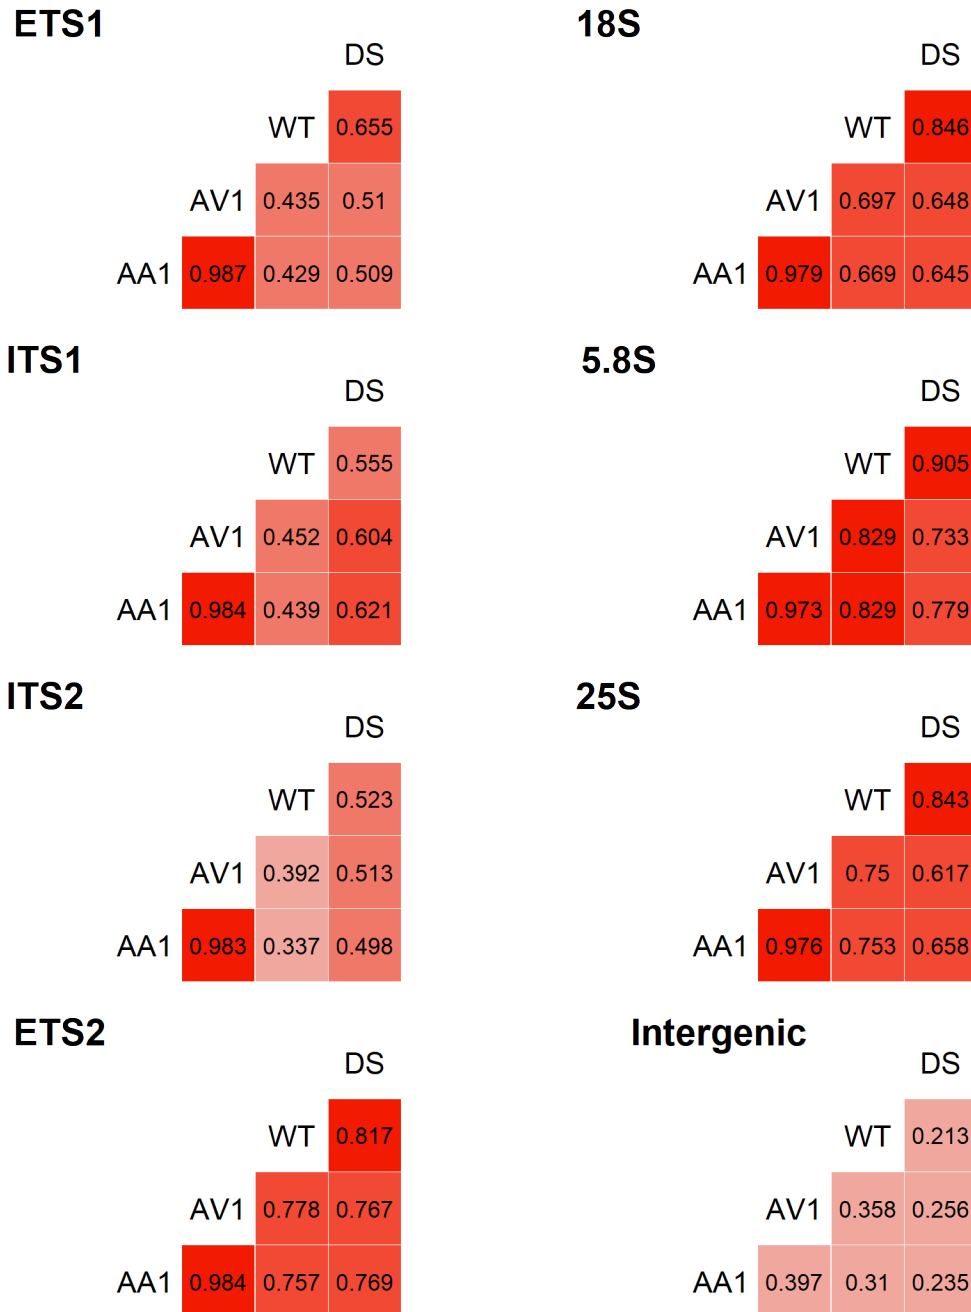 ETS1
DS
WT 0.655
AV1 0.435 0.51
AA1 0.987 0.429 0.509
18S
DS
WT 0.846
AV1 0.697 0.648
AA1 0.979 0.669 0.645
ITS1
DS
WT 0.555
AV1 0.452 0.604
AA1 0.984 0.439 0.621
5.8S
DS
WT 0.905
AV1 0.829 0.733
AA1 0.973 0.829 0.779
ITS2
DS
WT 0.523
AV1 0.392 0.513
AA1 0.983 0.337 0.498
25S
DS
WT 0.843
AV1 0.75 0.617
AA1 0.976 0.753 0.658
ETS2
DS
WT 0.817
AV1 0.778 0.767
AA1 0.984 0.757 0.769
Intergenic
DS
WT 0.213
AV1 0.358 0.256
AA1 0.397 0.31 0.235